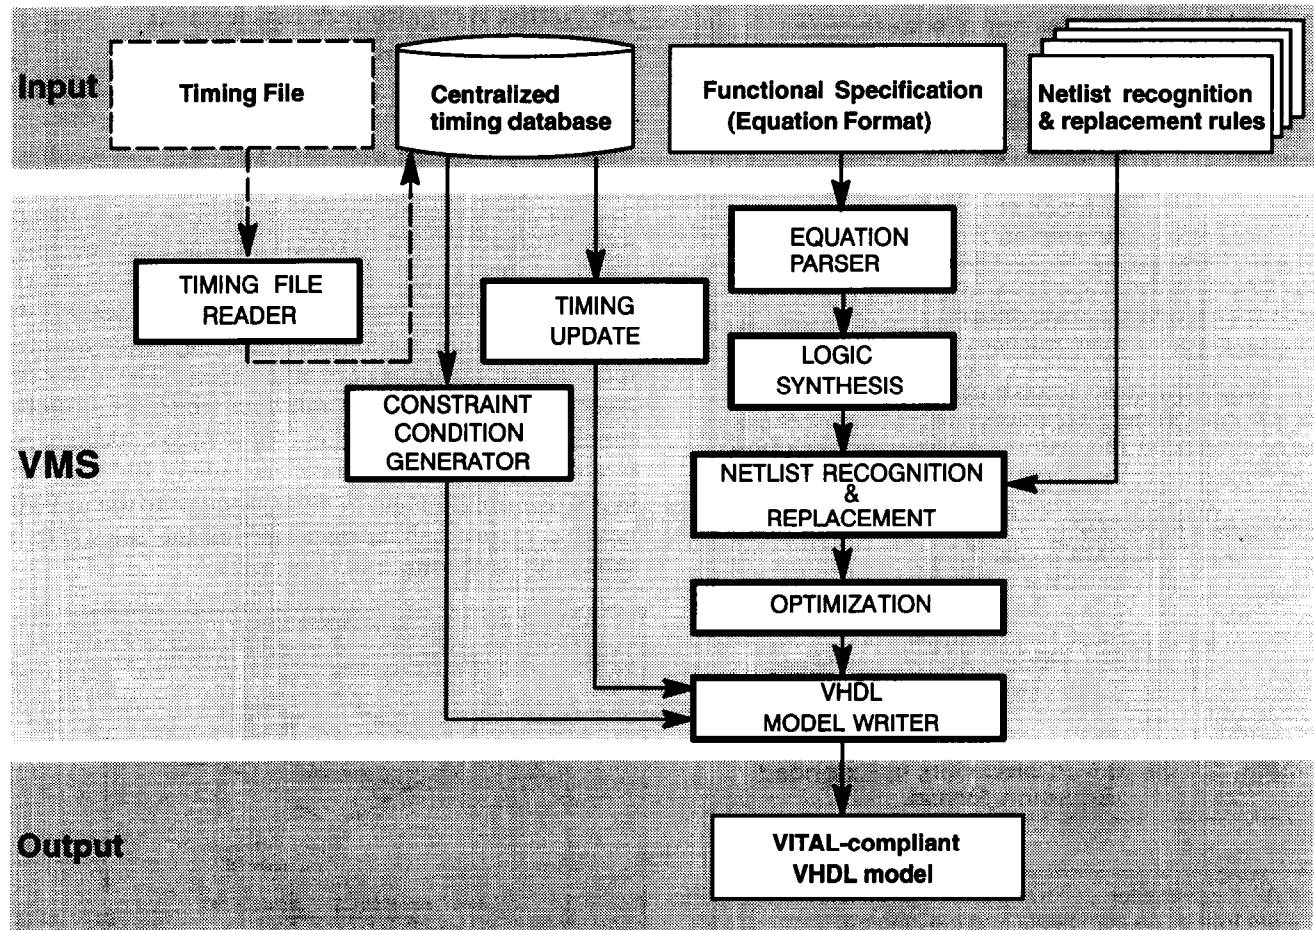 Input
Timing File
Centralized
timing database
Functional Specification
(Equation Format)
Netlist recognition
& replacement rules
VMS
TIMING FILE
READER
CONSTRAINT
CONDITION
GENERATOR
TIMING
UPDATE
EQUATION
PARSER
LOGIC
SYNTHESIS
NETLIST RECOGNITION
&
REPLACEMENT
OPTIMIZATION
VHDL
MODEL WRITER
Output
VITAL-compliant
VHDL model